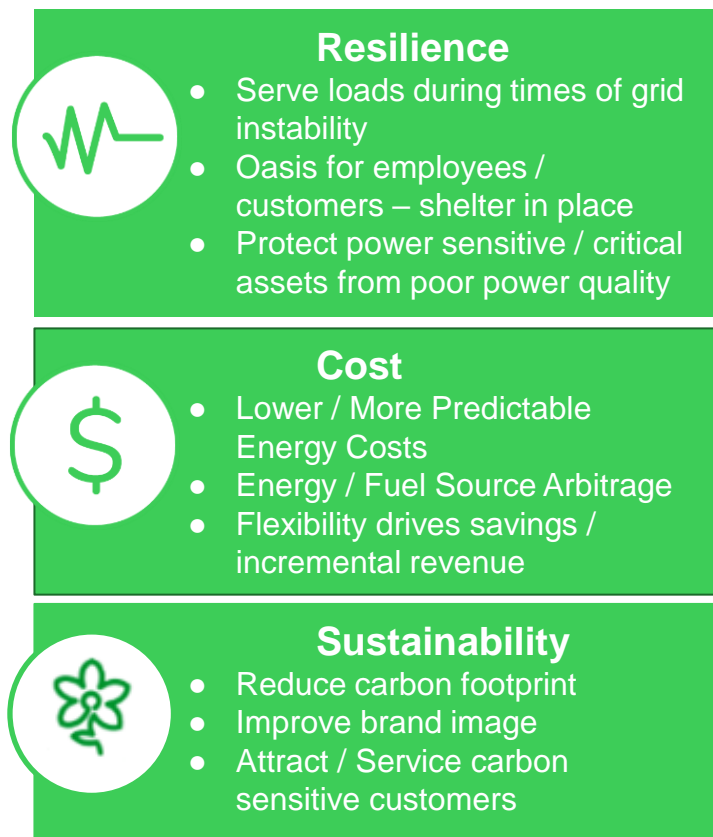 Resilience
● Serve loads during times of grid
instability
● Oasis for employees /
customers – shelter in place
● Protect power sensitive / critical
assets from poor power quality
$
Cost
● Lower / More Predictable
Energy Costs
● Energy / Fuel Source Arbitrage
● Flexibility drives savings /
incremental revenue
Sustainability
● Reduce carbon footprint
● Improve brand image
● Attract / Service carbon
sensitive customers